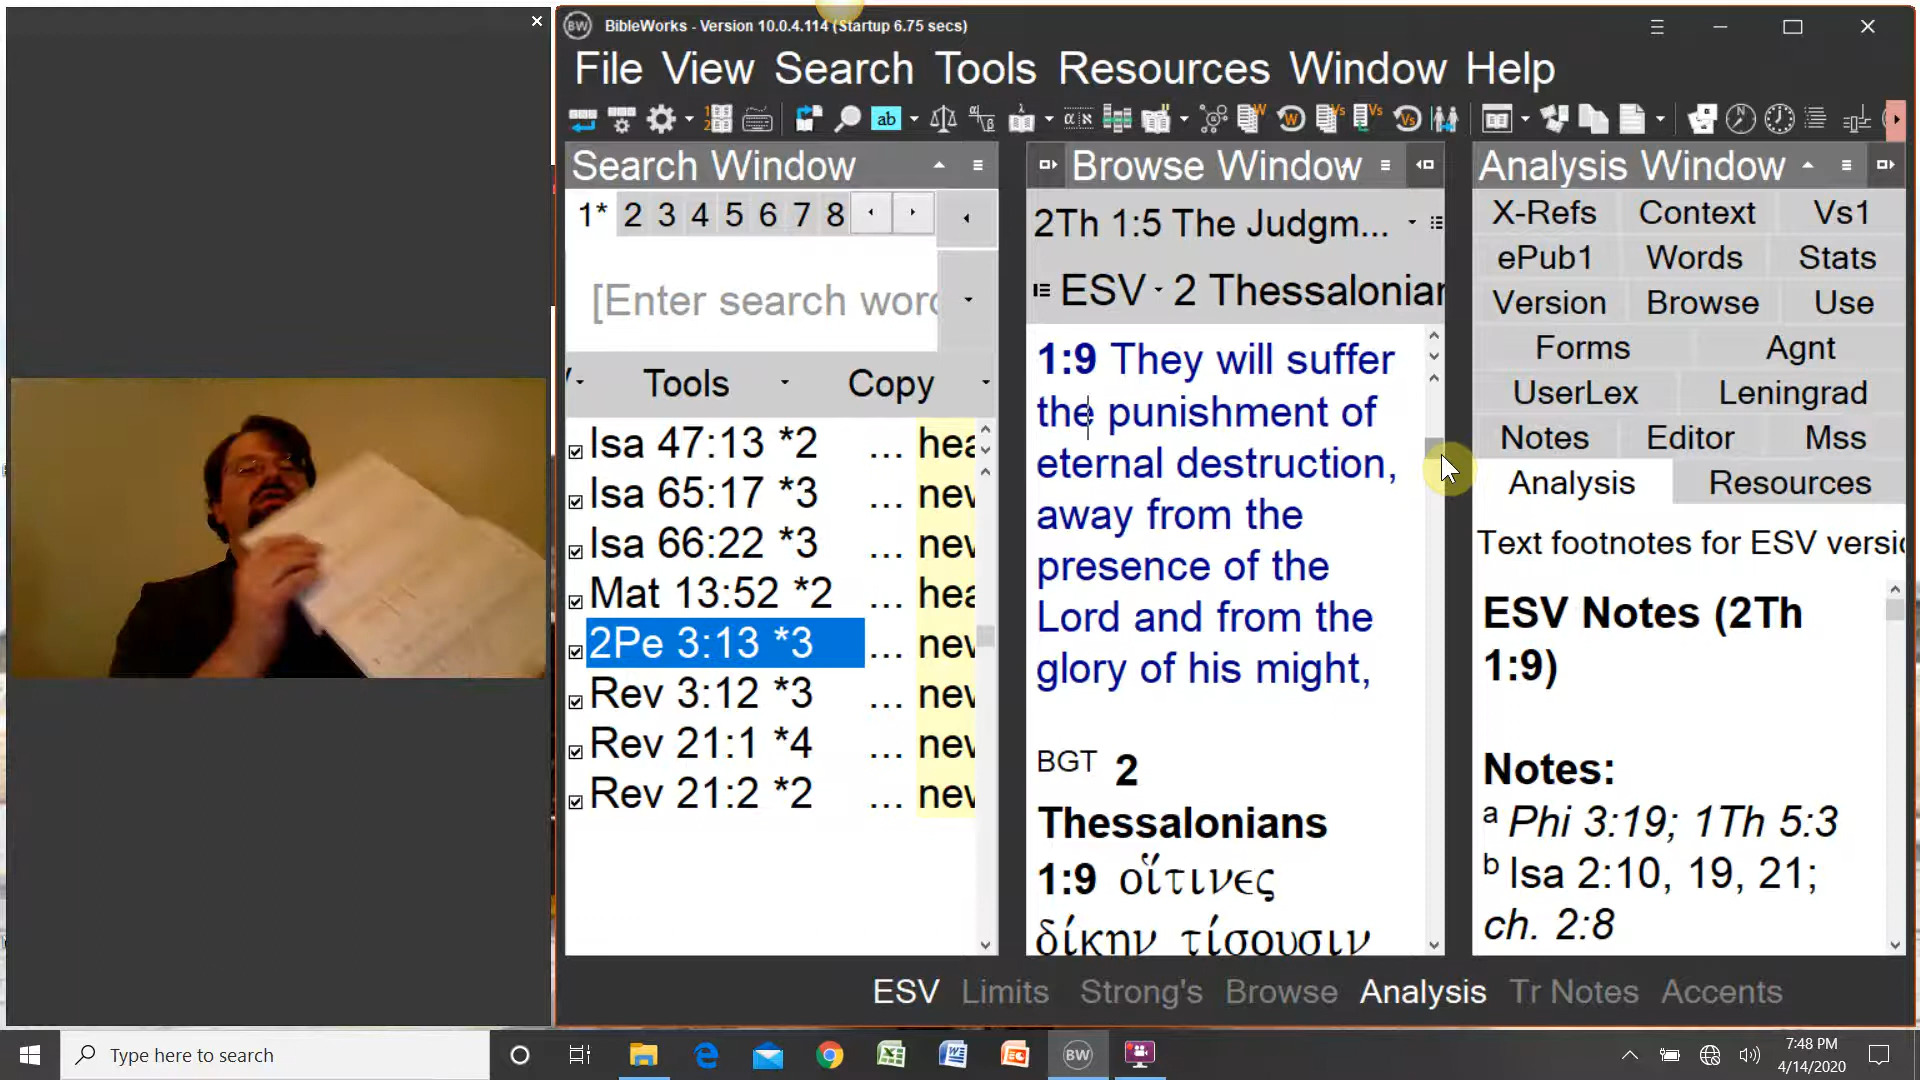 BibleWorks - Version 10.0.4.114 (Startup 6.75 secs)
File View Search Tools Resources Window Help
Search Window
1* 2 3 4 5 6 7 8
[Enter search word
Tools Copy
Isa 47:13 *2 ... hea
Isa 65:17 *3 ... nev
Isa 66:22 *3 ... nev
Mat 13:52 *2 ... hea
2Pe 3:13 *3 ... nev
Rev 3:12 *3 ... nev
Rev 21:1 *4 ... nev
Rev 21:2 *2 ... nev
Browse Window
2Th 1:5 The Judgm...
ESV 2 Thessalonian
1:9 They will suffer
the punishment of
eternal destruction,
away from the
presence of the
Lord and from the
glory of his might,
BGT 2
Thessalonians
1:9 οἵτινες
δίκην τίσουσιν
Analysis Window
X-Refs Context Vs1
ePub1 Words Stats
Version Browse Use
Forms Agnt
UserLex Leningrad
Notes Editor Mss
Analysis Resources
Text footnotes for ESV versio
ESV Notes (2Th
1:9)
Notes:
a Phi 3:19; 1Th 5:3
b Isa 2:10, 19, 21;
ch. 2:8
ESV Limits Strong's Browse Analysis Tr Notes Accents
Type here to search
7:48 PM
4/14/2020